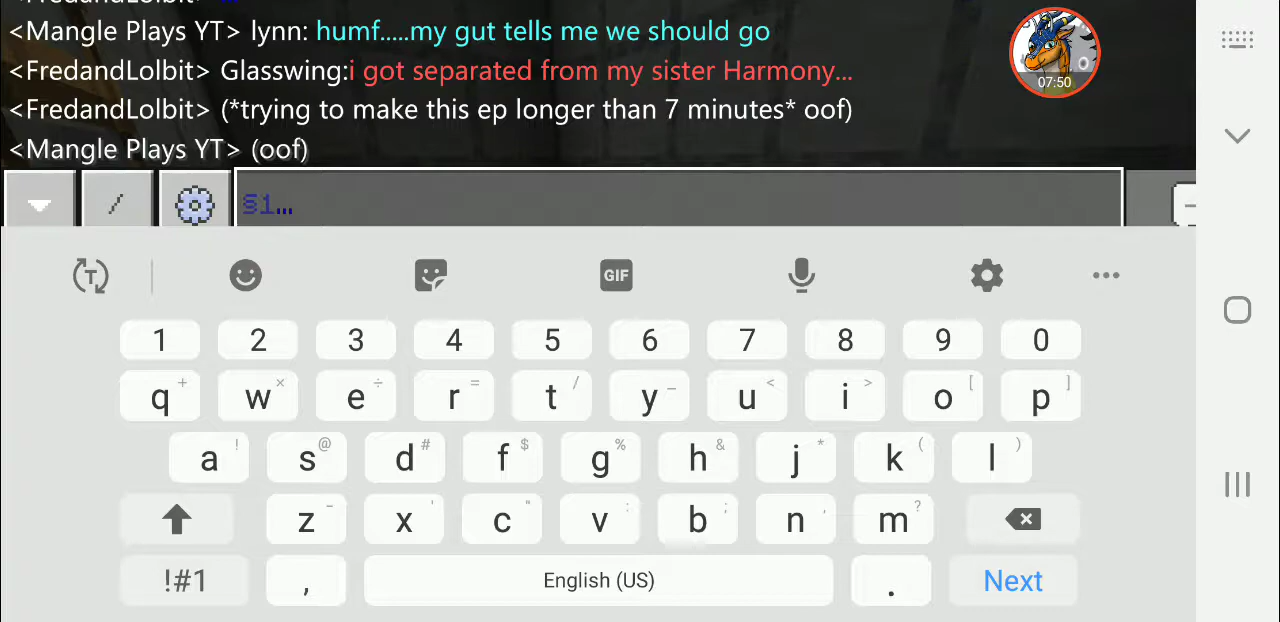 <Mangle Plays YT> lynn: humf.....my gut tells me we should go
<FredandLolbit> Glasswing:i got separated from my sister Harmony...
<FredandLolbit> (*trying to make this ep longer than 7 minutes* oof)
<Mangle Plays YT> (oof)
07:50
/ §1...
T GIF
1 2 3 4 5 6 7 8 9 0
q + w × e ÷ r = t / y _ u < i > o [ p ]
a ! s @ d # f $ g % h & j * k ( l )
z - x ' c " v : b ; n , m ?
!#1 , English (US) . Next